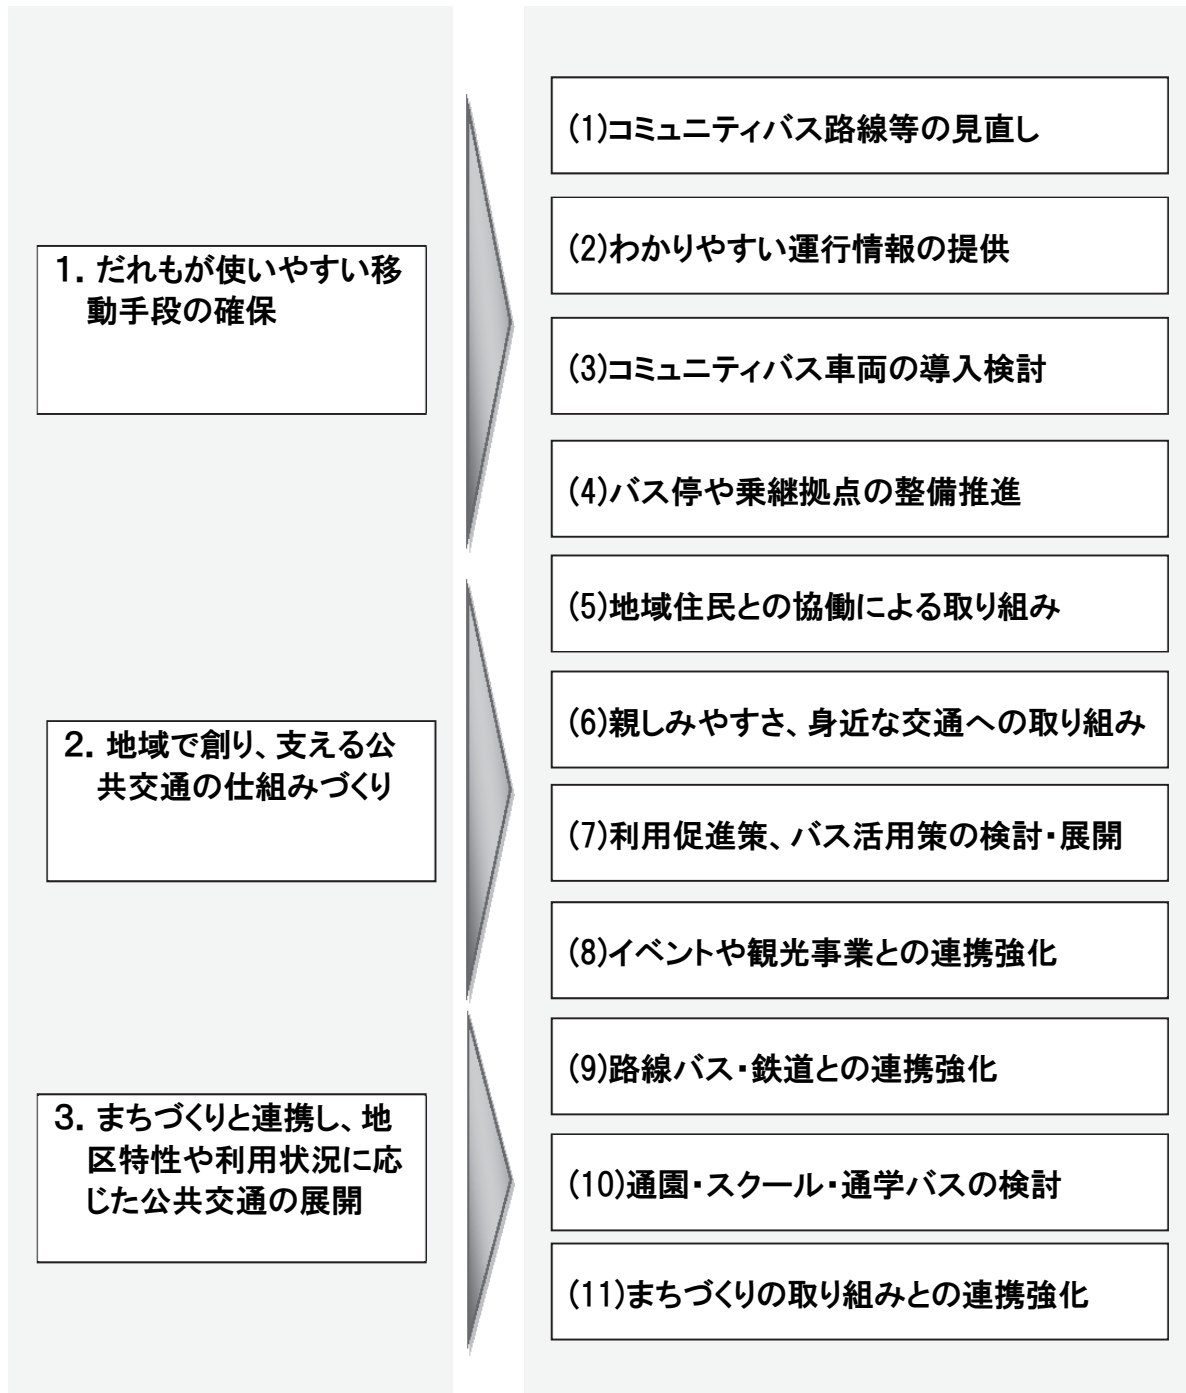 1．だれもが使いやすい移
動手段の確保
(1)コミュニティバス路線等の見直し
(2)わかりやすい運行情報の提供
(3)コミュニティバス車両の導入検討
(4)バス停や乗継拠点の整備推進
2．地域で創り、支える公
共交通の仕組みづくり
(5)地域住民との協働による取り組み
(6)親しみやすさ、身近な交通への取り組み
(7)利用促進策、バス活用策の検討・展開
(8)イベントや観光事業との連携強化
3．まちづくりと連携し、地
区特性や利用状況に応
じた公共交通の展開
(9)路線バス・鉄道との連携強化
(10)通園・スクール・通学バスの検討
(11)まちづくりの取り組みとの連携強化